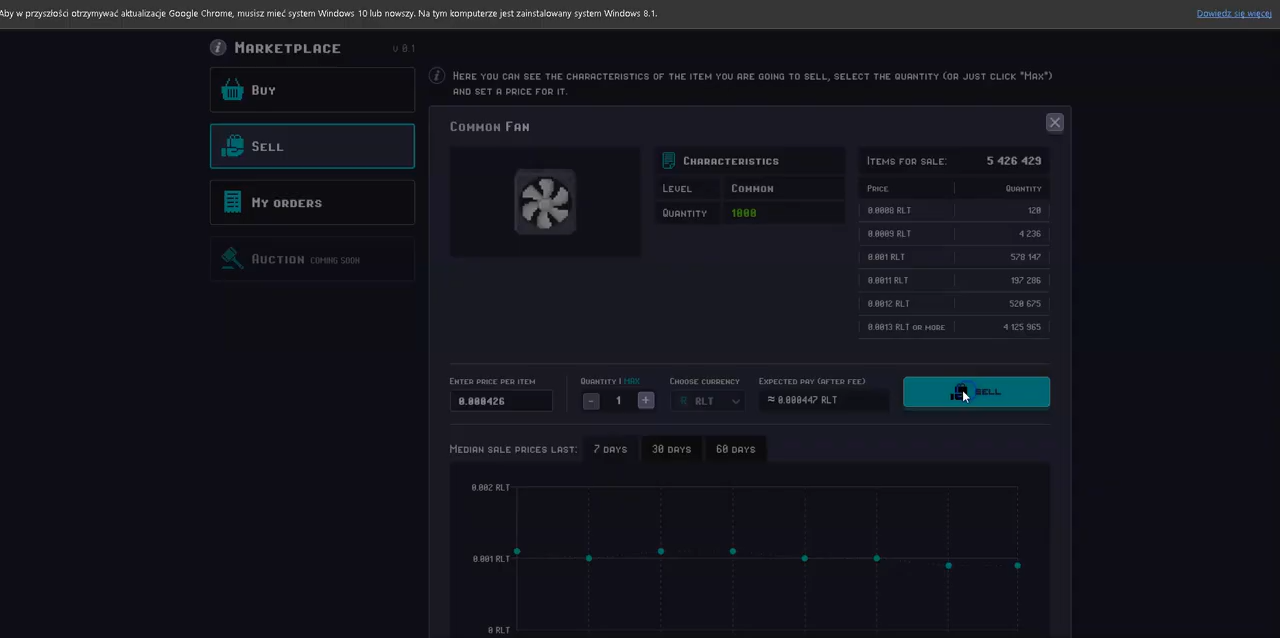 Aby w przyszłości otrzymywać aktualizacje Google Chrome, musisz mieć system Windows 10 lub nowszy. Na tym komputerze jest zainstalowany system Windows 8.1.
Dowiedz się więcej
Marketplace
v 0.1
Buy
Sell
My orders
Auction coming soon
Here you can see the characteristics of the item you are going to sell, select the quantity (or just click "Max")
and set a price for it.
Common Fan
Characteristics
Level Common
Quantity 1808
Items for sale: 5 426 429
Price Quantity
0.0008 RLT 120
0.0009 RLT 4 236
0.001 RLT 578 147
0.0011 RLT 197 286
0.0012 RLT 520 675
0.0013 RLT or more 4 125 965
Enter price per item
0.000426
Quantity | Max
- 1 +
Choose currency
RLT
Expected pay (after fee)
≈ 0.000447 RLT
Sell
Median sale prices last: 7 days 30 days 60 days
0.002 RLT
0.001 RLT
0 RLT